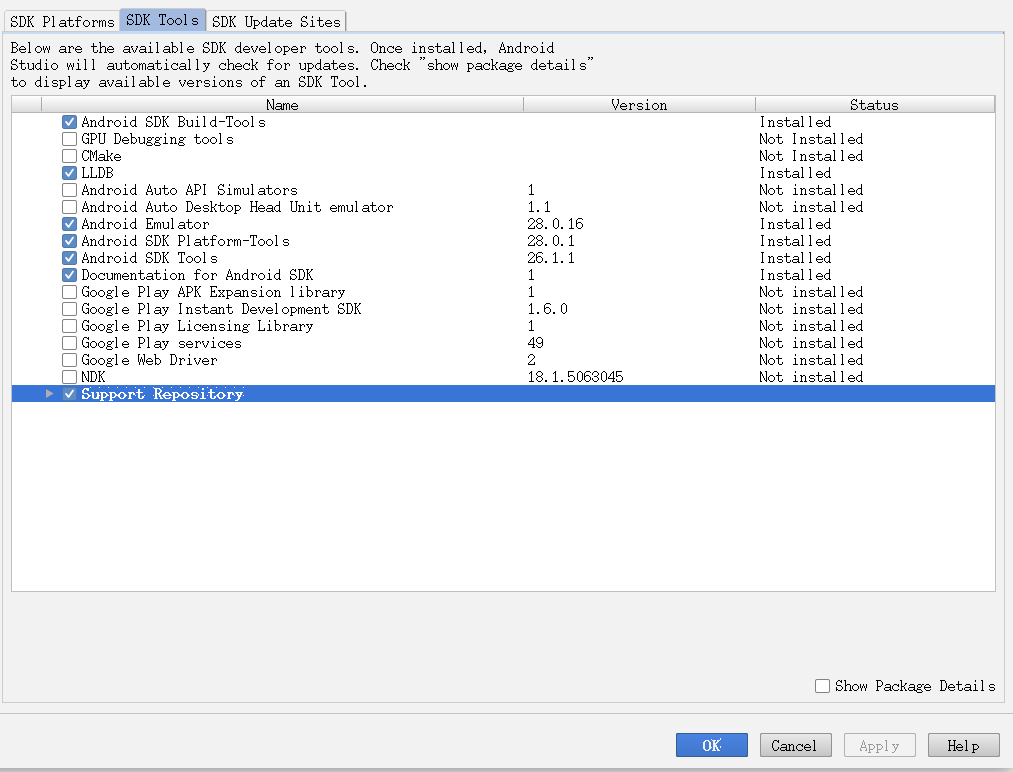 SDK Platforms SDK Tools SDK Update Sites
Below are the available SDK developer tools. Once installed, Android
Studio will automatically check for updates. Check "show package details"
to display available versions of an SDK Tool.
Name Version Status
Android SDK Build-Tools Installed
GPU Debugging tools Not Installed
CMake Not Installed
LLDB Installed
Android Auto API Simulators 1 Not installed
Android Auto Desktop Head Unit emulator 1.1 Not installed
Android Emulator 28.0.16 Installed
Android SDK Platform-Tools 28.0.1 Installed
Android SDK Tools 26.1.1 Installed
Documentation for Android SDK 1 Installed
Google Play APK Expansion library 1 Not installed
Google Play Instant Development SDK 1.6.0 Not installed
Google Play Licensing Library 1 Not installed
Google Play services 49 Not installed
Google Web Driver 2 Not installed
NDK 18.1.5063045 Not installed
Support Repository
Show Package Details
OK Cancel Apply Help